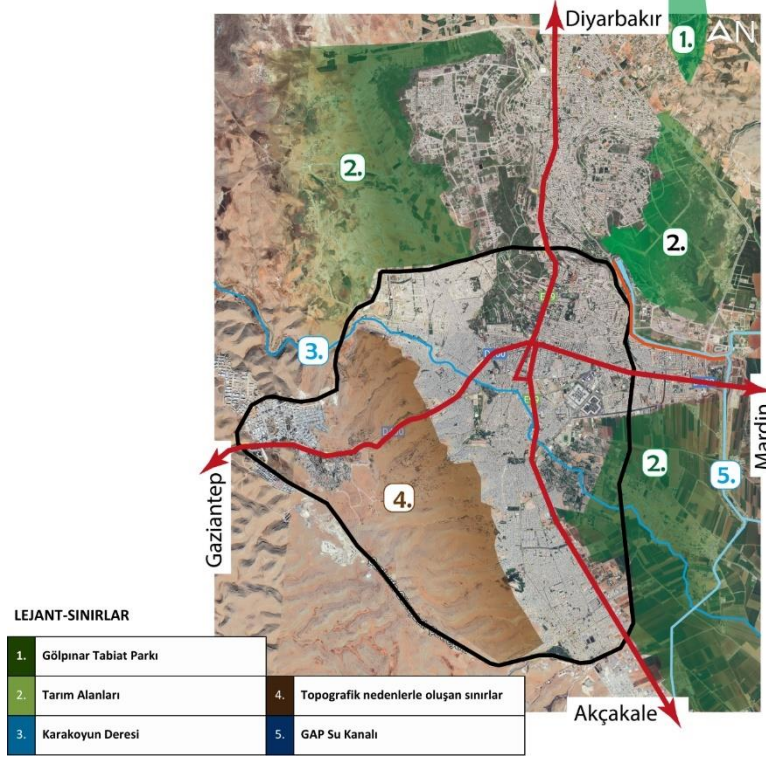 Diyarbakır
1.
N
2.
2.
3.
Mardin
2.
5.
4.
Gaziantep
Akçakale
LEJANT-SINIRLAR
1. Gölpınar Tabiat Parkı
2. Tarım Alanları
4. Topografik nedenlerle oluşan sınırlar
3. Karakoyun Deresi
5. GAP Su Kanalı